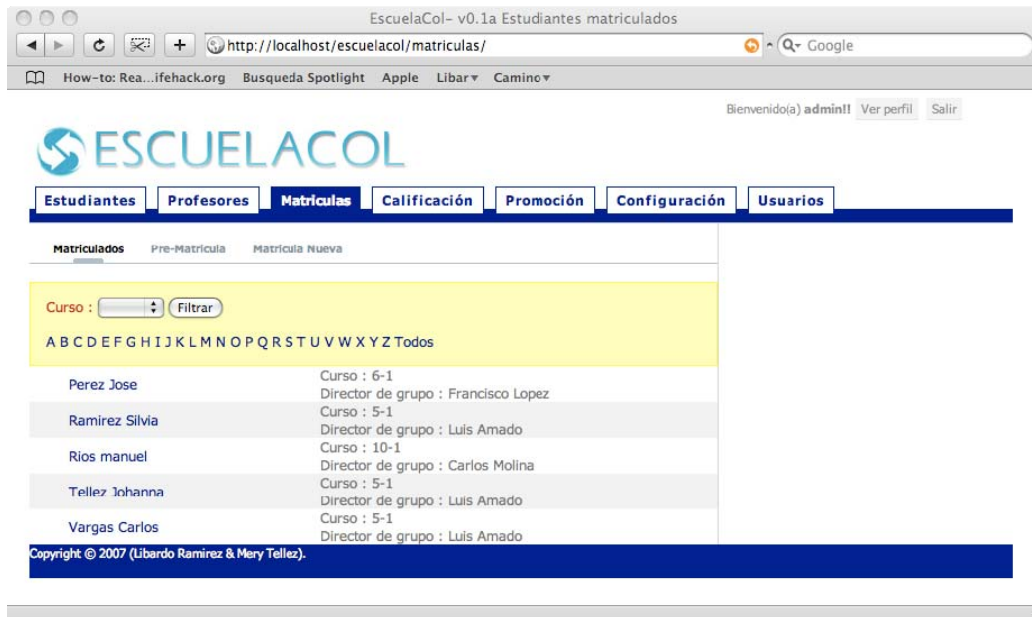 EscuelaCol- v0.1a Estudiantes matriculados
http://localhost/escuelacol/matriculas/
Google
How-to: Rea...ifehack.org Busqueda Spotlight Apple Libar Camino
Bienvenido(a) admin!! Ver perfil Salir
ESCUELACOL
Estudiantes Profesores Matriculas Calificación Promoción Configuración Usuarios
Matriculados Pre-Matricula Matricula Nueva
Curso : Filtrar
A B C D E F G H I J K L M N O P Q R S T U V W X Y Z Todos
Perez Jose
Curso : 6-1
Director de grupo : Francisco Lopez
Ramirez Silvia
Curso : 5-1
Director de grupo : Luis Amado
Rios manuel
Curso : 10-1
Director de grupo : Carlos Molina
Tellez Johanna
Curso : 5-1
Director de grupo : Luis Amado
Vargas Carlos
Curso : 5-1
Director de grupo : Luis Amado
Copyright © 2007 (Libardo Ramirez & Mery Tellez).